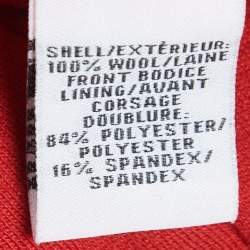 SHELL/EXTÉRIEUR:
100% WOOL/LAINE
FRONT BODICE
LINING/AVANT
CORSAGE
DOUBLURE:
84% POLYESTER/
POLYESTER
16% SPANDEX/
SPANDEX